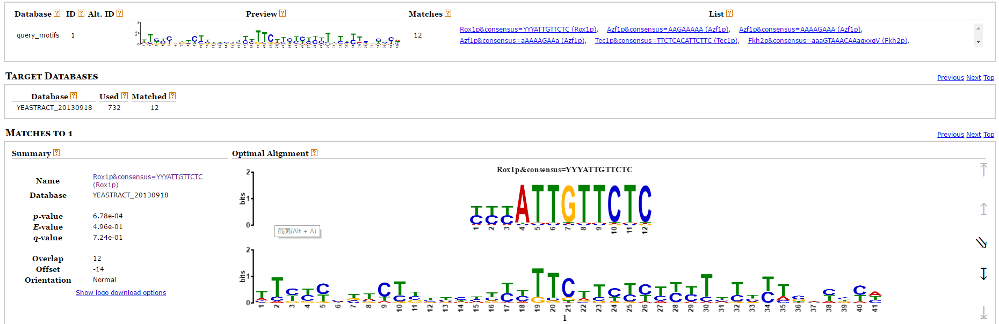 Database ? ID ? Alt. ID ? Preview ? Matches ? List ?
query_motifs 1 12
Rox1p&consensus=YYYATTGTTCTC (Rox1p), Azf1p&consensus=AAGAAAAA (Azf1p), Azf1p&consensus=AAAAGAAA (Azf1p),
Azf1p&consensus=aAAAAGAAa (Azf1p), Tec1p&consensus=TTCTCACATTCTTC (Tec1p), Fkh2p&consensus=aaaGTAAACAAagxxgV (Fkh2p),
TARGET DATABASES
Previous Next Top
Database ? Used ? Matched ?
YEASTRACT_20130918 732 12
MATCHES TO 1
Previous Next Top
Summary ?
Name Rox1p&consensus=YYYATTGTTCTC
(Rox1p)
Database YEASTRACT_20130918
p-value 6.78e-04
E-value 4.96e-01
q-value 7.24e-01
Overlap 12
Offset -14
Orientation Normal
Show logo download options
Optimal Alignment ?
Rox1p&consensus=YYYATTGTTCTC
2
bits
1
0
ATTGTTCTC
1 2 3 4 5 6 7 8 9 10 11 12
截图(Alt + A)
2
bits
1
0
1 2 3 4 5 6 7 8 9 10 11 12 13 14 15 16 17 18 19 20 21 22 23 24 25 26 27 28 29 30 31 32 33 34 35 36 37 38 39 40 41
1